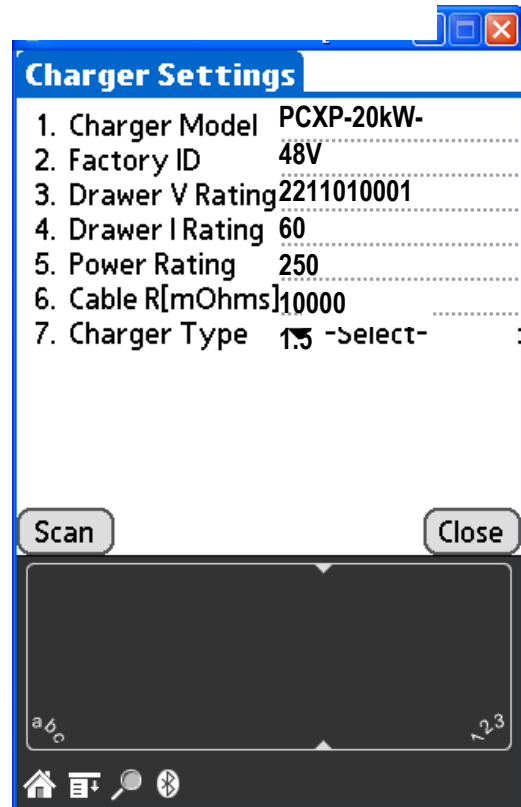 Charger Settings
1. Charger Model PCXP-20kW-
2. Factory ID 48V
3. Drawer V Rating 2211010001
4. Drawer I Rating 60
5. Power Rating 250
6. Cable R[mOhms] 10000
7. Charger Type 1.5 -Select-
Scan Close
abc 123